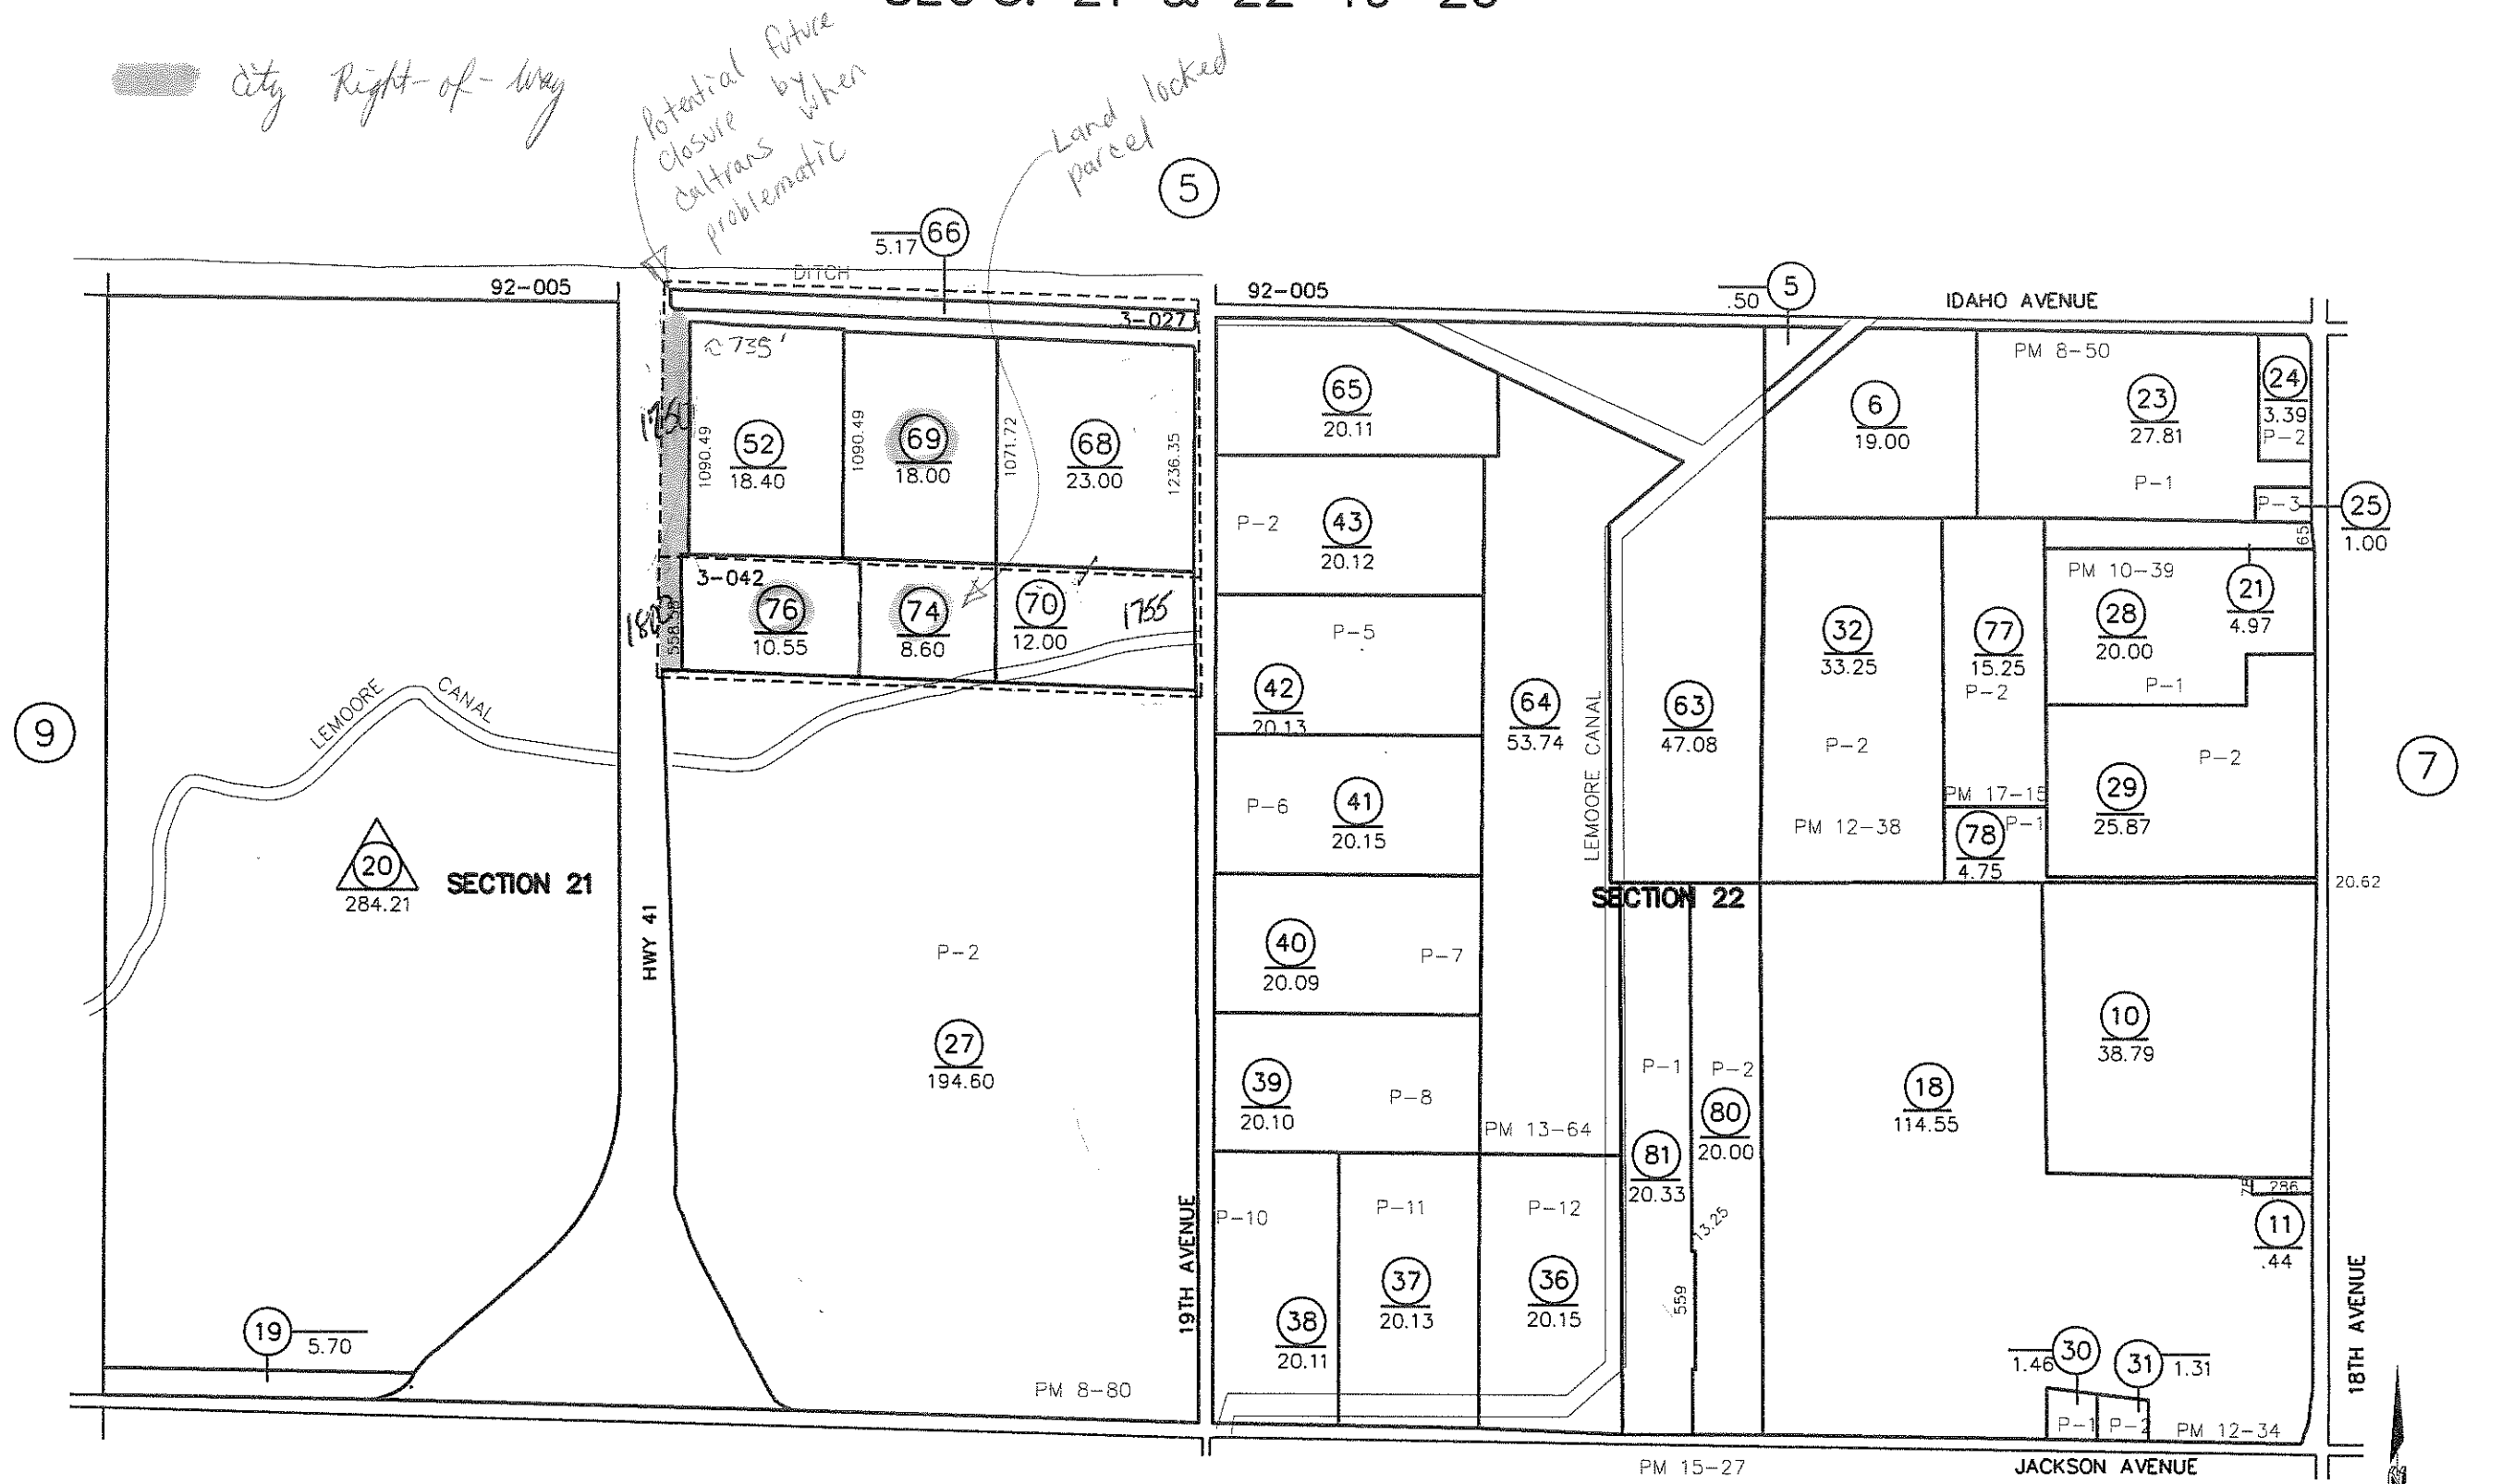 SEC'S. 21 & 22-19-20
City Right-of-Way
Potential future
closure by
Caltrans when
problematic
Land locked
parcel
5
66
5.17
DITCH
92-005
92-005
5
.50
IDAHO AVENUE
3-027
~735'
PM 8-50
65
20.11
6
19.00
23
27.81
24
3.39
P-2
1090.49
52
18.40
1090.49
69
18.00
1071.72
68
23.00
1236.35
P-1
P-3
25
1.00
65
P-2
43
20.12
3-042
76
10.55
74
8.60
70
12.00
1755
P-5
42
20.13
32
33.25
P-2
PM 12-38
77
15.25
P-2
PM 10-39
28
20.00
P-1
21
4.97
9
LEMOORE
CANAL
64
53.74
LEMOORE CANAL
63
47.08
7
P-2
29
25.87
PM 17-15
78
P-1
4.75
P-6
41
20.15
20
284.21
SECTION 21
SECTION 22
20.62
HWY 41
P-2
27
194.60
40
20.09
P-7
39
20.10
P-8
PM 13-64
P-1
81
20.33
P-2
80
20.00
13.25
559
18
114.55
10
38.79
286
11
.44
19TH AVENUE
P-10
38
20.11
P-11
37
20.13
P-12
36
20.15
18TH AVENUE
19
5.70
PM 8-80
1.46
30
31
1.31
P-1
P-2
PM 12-34
PM 15-27
JACKSON AVENUE